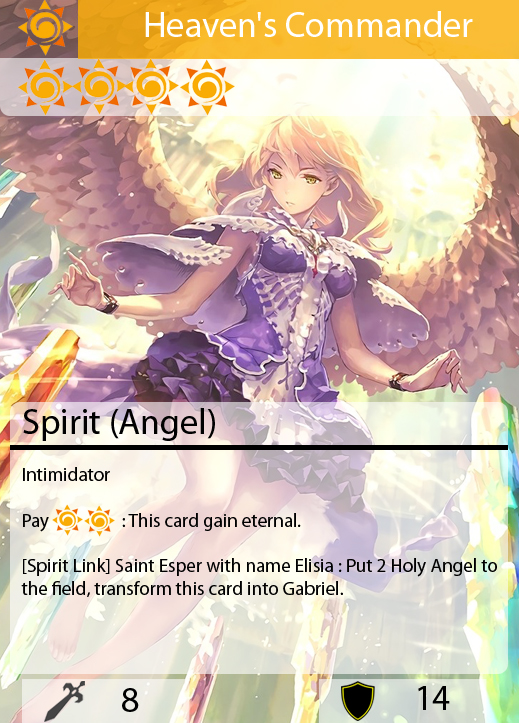 Heaven's Commander
Spirit (Angel)
Intimidator
Pay : This card gain eternal.
[Spirit Link] Saint Esper with name Elisia : Put 2 Holy Angel to
the field, transform this card into Gabriel.
8
14